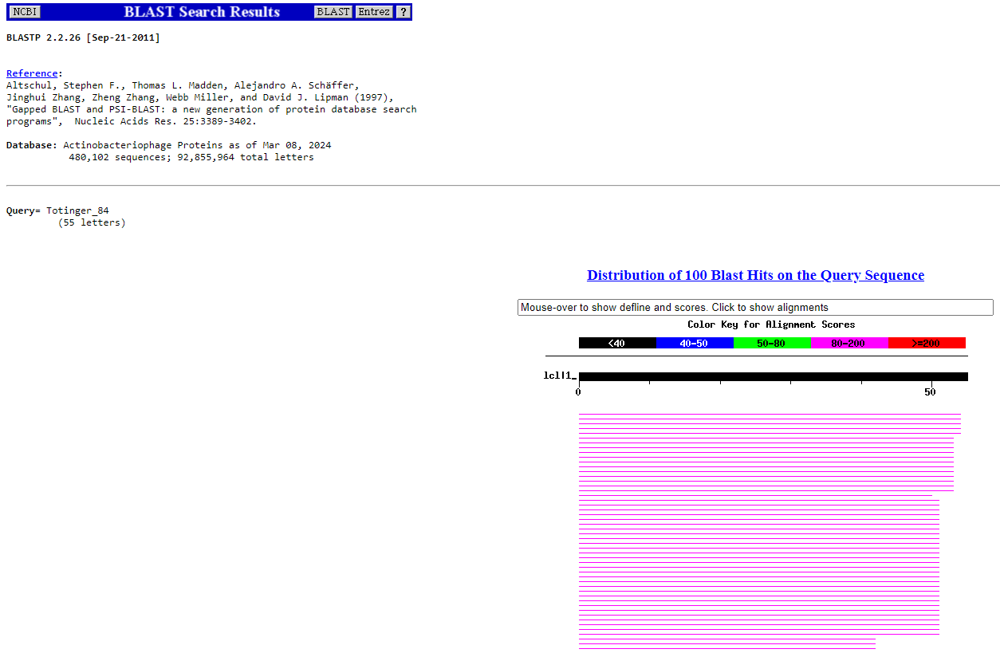 NCBI BLAST Search Results BLAST Entrez ?
BLASTP 2.2.26 [Sep-21-2011]
Reference:
Altschul, Stephen F., Thomas L. Madden, Alejandro A. Schäffer,
Jinghui Zhang, Zheng Zhang, Webb Miller, and David J. Lipman (1997),
"Gapped BLAST and PSI-BLAST: a new generation of protein database search
programs",  Nucleic Acids Res. 25:3389-3402.
Database: Actinobacteriophage Proteins as of Mar 08, 2024
480,102 sequences; 92,855,964 total letters
Query= Totinger_84
(55 letters)
Distribution of 100 Blast Hits on the Query Sequence
Mouse-over to show defline and scores. Click to show alignments
Color Key for Alignment Scores
<40 40-50 50-80 80-200 >=200
lcl|1_
0 50